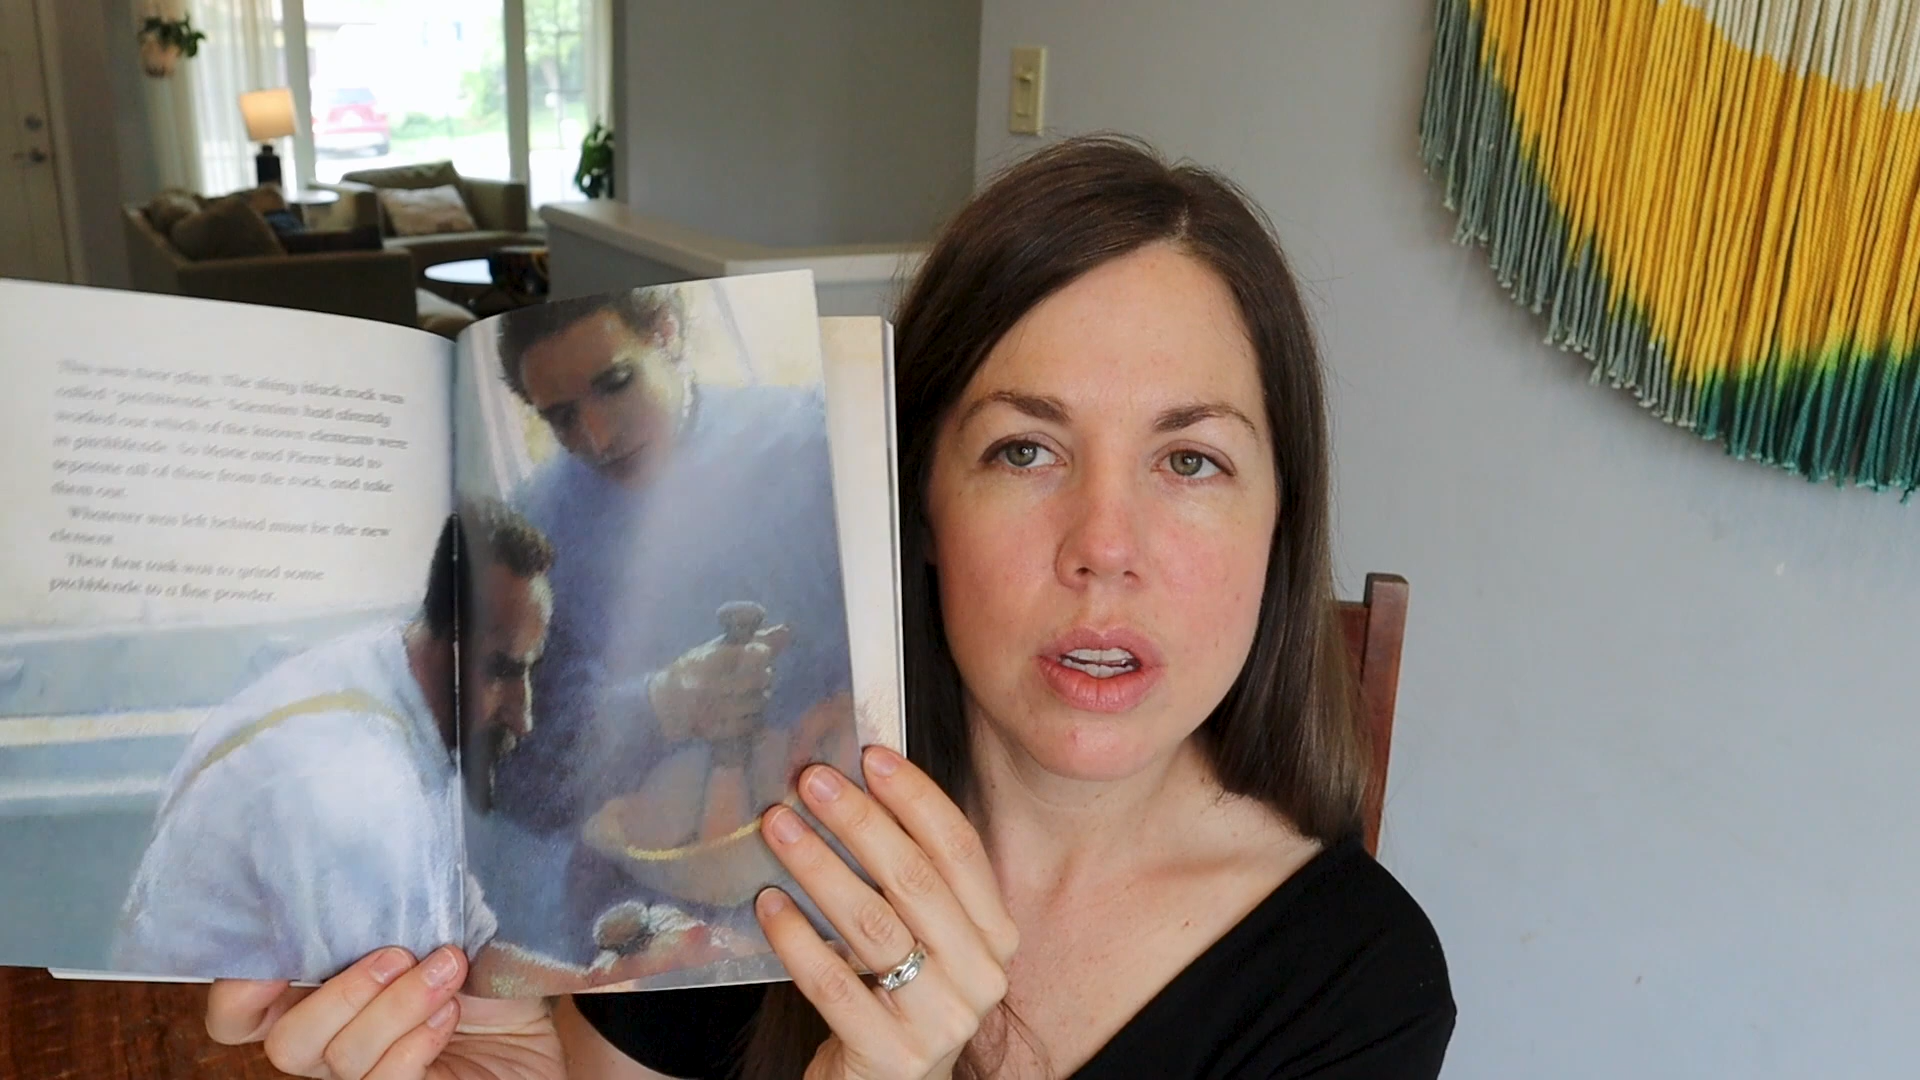 This was their plan. The shiny black rock was
called "pitchblende." Scientists had already
worked out which of the known elements were
in pitchblende. So Marie and Pierre had to
separate all of these from the rock, and take
them out.
Whatever was left behind must be the new
element.
Their first task was to grind some
pitchblende to a fine powder.